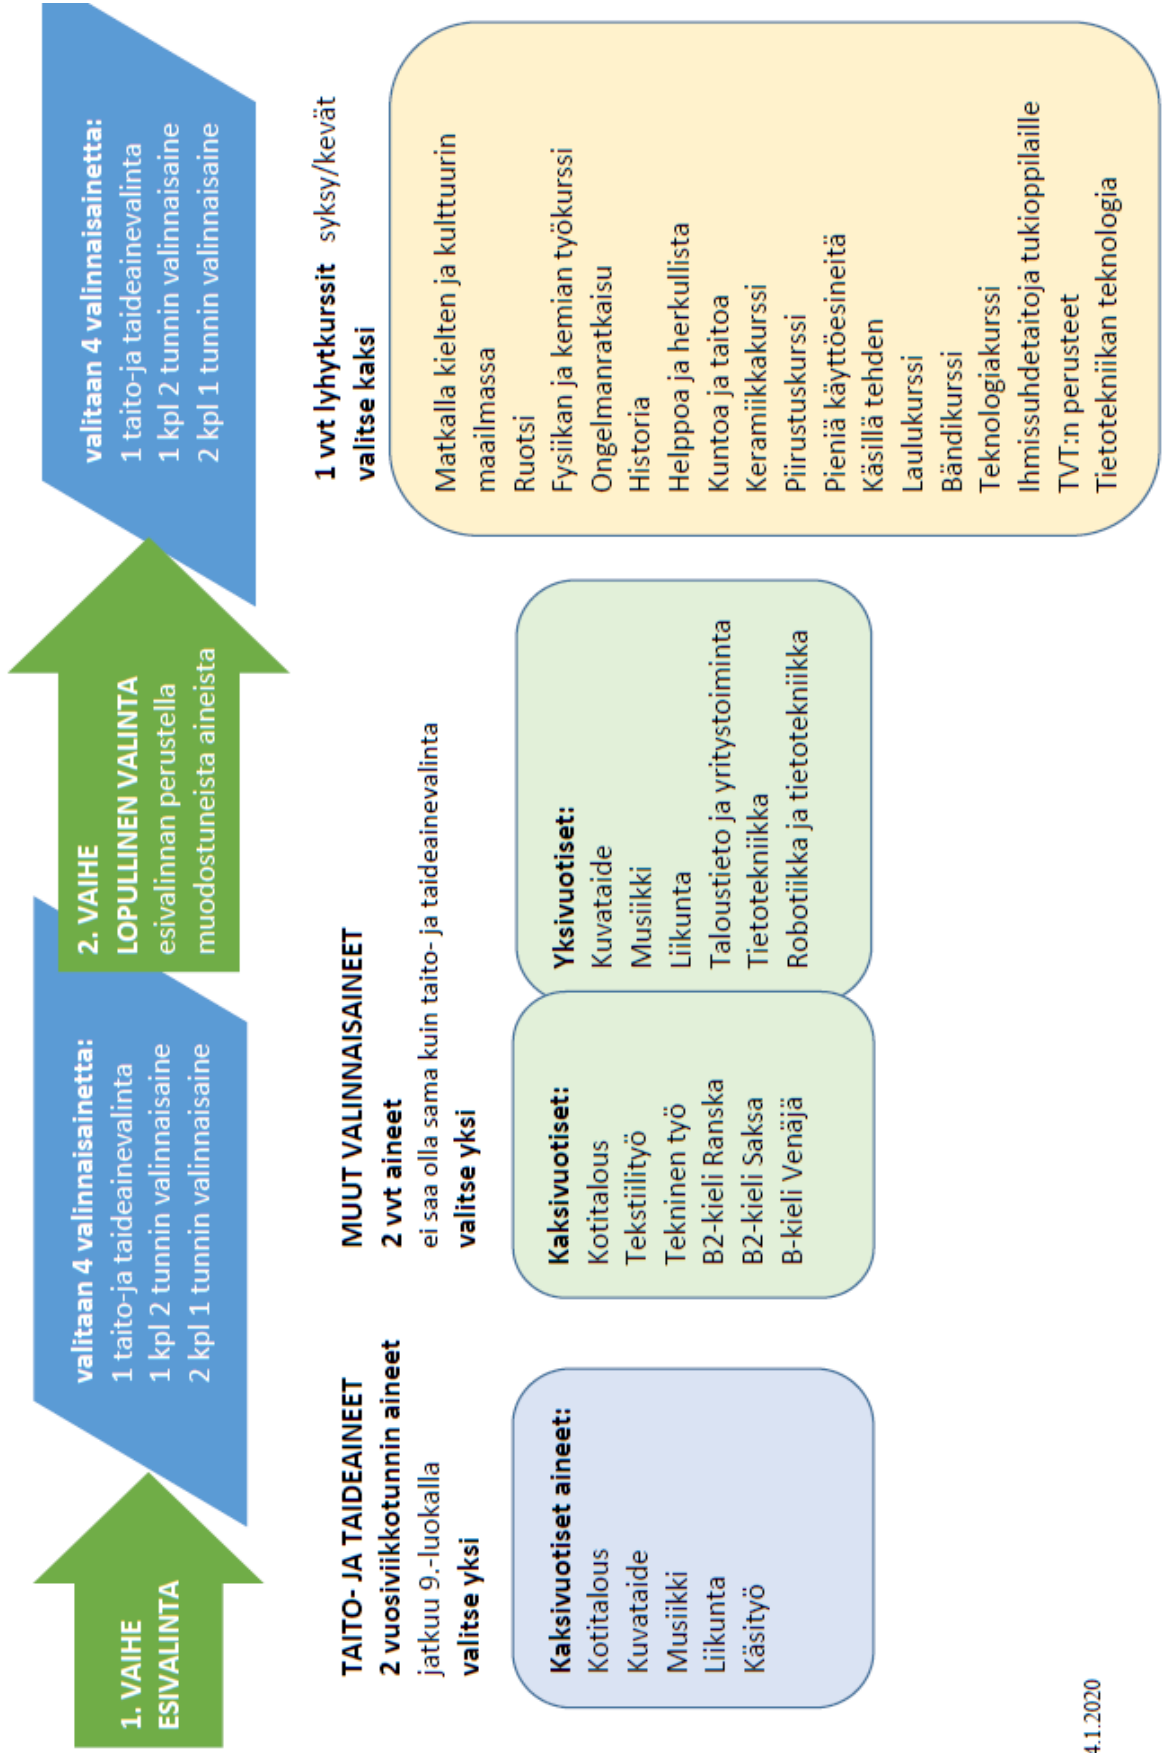 1. VAIHE
ESIVALINTA
valitaan 4 valinnaisainetta:
1 taito-ja taideainevalinta
1 kpl 2 tunnin valinnaisaine
2 kpl 1 tunnin valinnaisaine
2. VAIHE
LOPULLINEN VALINTA
esivalinnan perustella
muodostuneista aineista
valitaan 4 valinnaisainetta:
1 taito-ja taideainevalinta
1 kpl 2 tunnin valinnaisaine
2 kpl 1 tunnin valinnaisaine
TAITO- JA TAIDEAINEET
2 vuosiviikkotunnin aineet
jatkuu 9.-luokalla
valitse yksi
Kaksivuotiset aineet:
Kotitalous
Kuvataide
Musiikki
Liikunta
Käsityö
MUUT VALINNAISAINEET
2 vvt aineet
ei saa olla sama kuin taito- ja taideainevalinta
valitse yksi
Kaksivuotiset:
Kotitalous
Tekstiilityö
Tekninen työ
B2-kieli Ranska
B2-kieli Saksa
B-kieli Venäjä
Yksivuotiset:
Kuvataide
Musiikki
Liikunta
Taloustieto ja yritystoiminta
Tietotekniikka
Robotiikka ja tietotekniikka
1 vvt lyhytkurssit syksy/kevät
valitse kaksi
Matkalla kielten ja kulttuurin
maailmassa
Ruotsi
Fysiikan ja kemian työkurssi
Ongelmanratkaisu
Historia
Helppoa ja herkullista
Kuntoa ja taitoa
Keramiikkakurssi
Piirustuskurssi
Pieniä käyttöesineitä
Käsillä tehden
Laulukurssi
Bändikurssi
Teknologiakurssi
Ihmissuhdetaitoja tukioppilaille
TVT:n perusteet
Tietotekniikan teknologia
4.1.2020